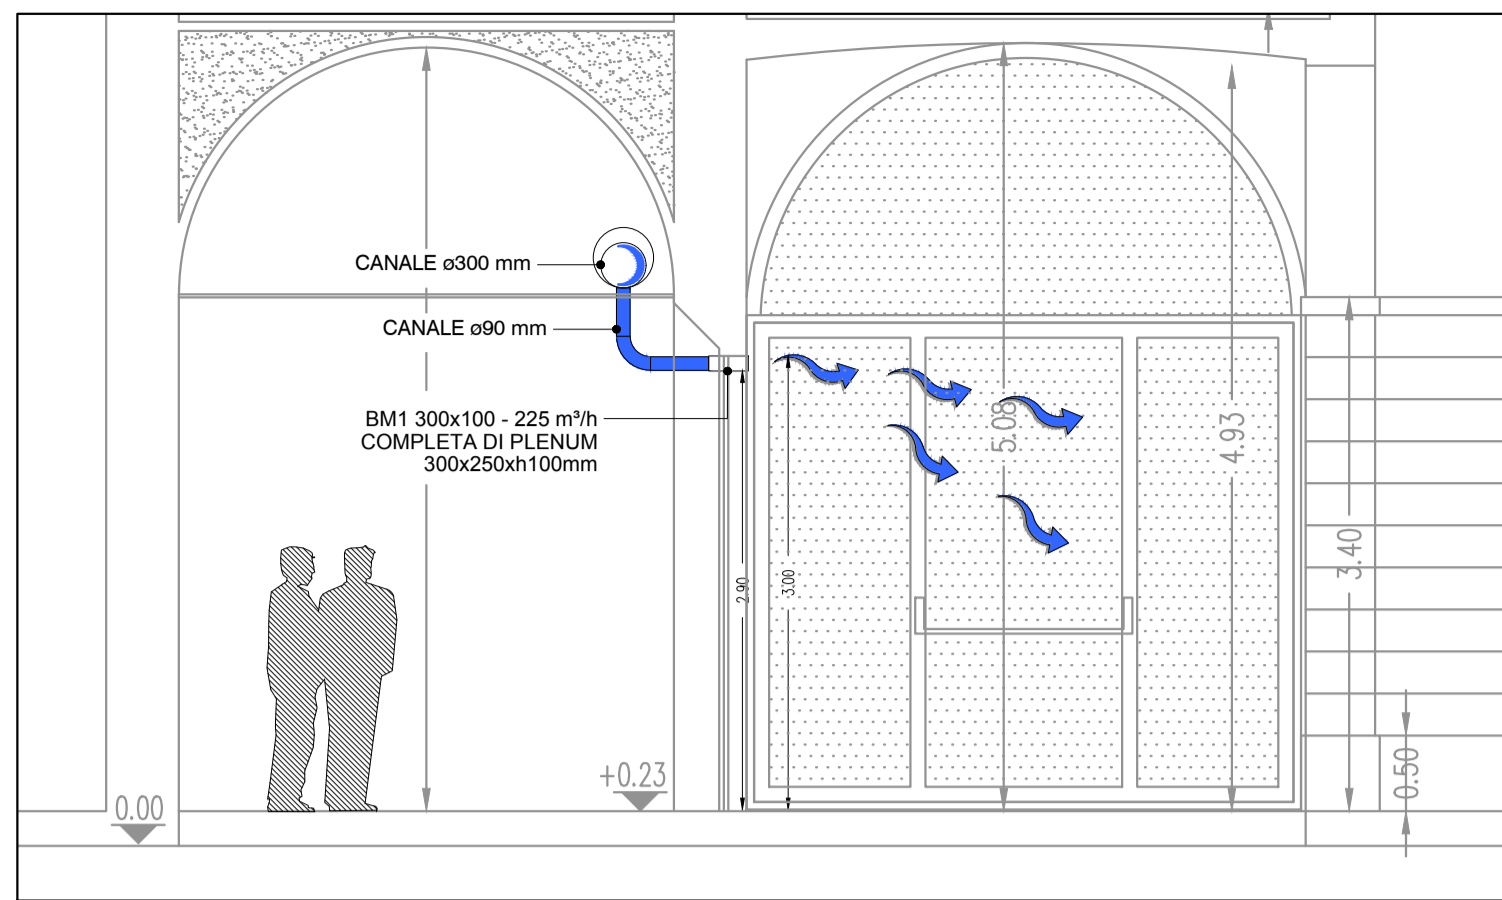 CANALE ø300 mm
CANALE ø90 mm
BM1 300x100 - 225 m³/h
COMPLETA DI PLENUM
300x250xh100mm
5.08
4.93
3.40
2.90
3.00
0.50
+0.23
0.00